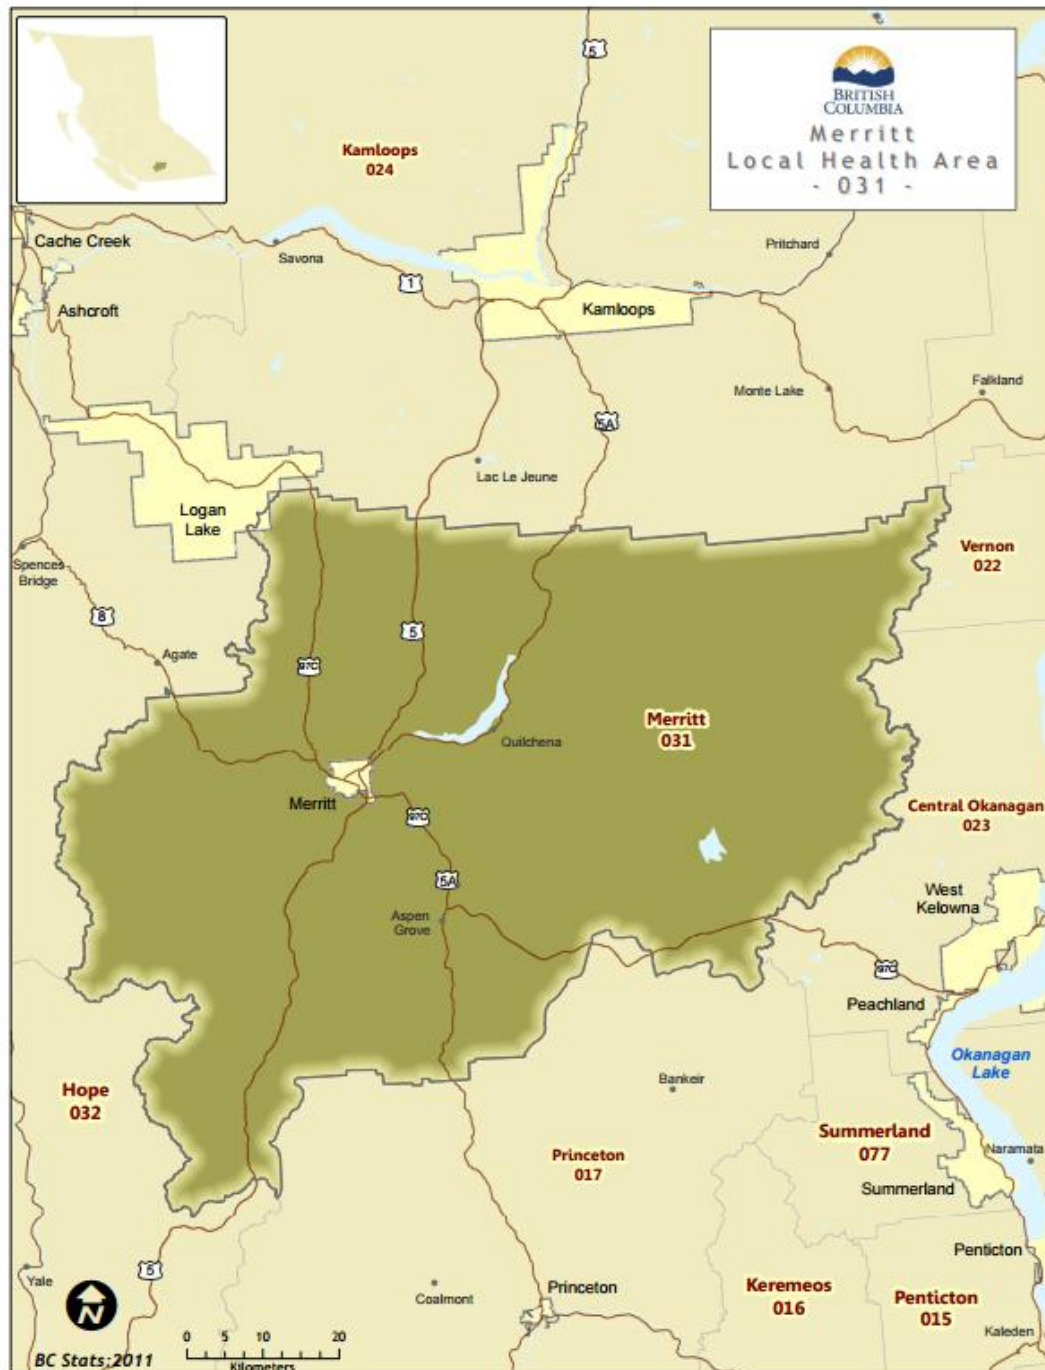 5
BRITISH
COLUMBIA
Merritt
Local Health Area
- 031 -
Kamloops
024
Cache Creek
Savona
Pritchard
1
Ashcroft
Kamloops
Monte Lake
Falkland
5A
Lac Le Jeune
Logan
Lake
Vernon
022
Spences
Bridge
8
5
Agate
97C
Merritt
031
Quilchena
Merritt
97C
Central Okanagan
023
5A
West
Kelowna
Aspen
Grove
97C
Peachland
Okanagan
Lake
Hope
032
Bankeir
Summerland
077
Princeton
017
Naramata
Summerland
Penticton
5
Yale
Princeton
Keremeos
016
Penticton
015
Coalmont
N
Kaleden
0 5 10 20
Kilometers
BC Stats:2011